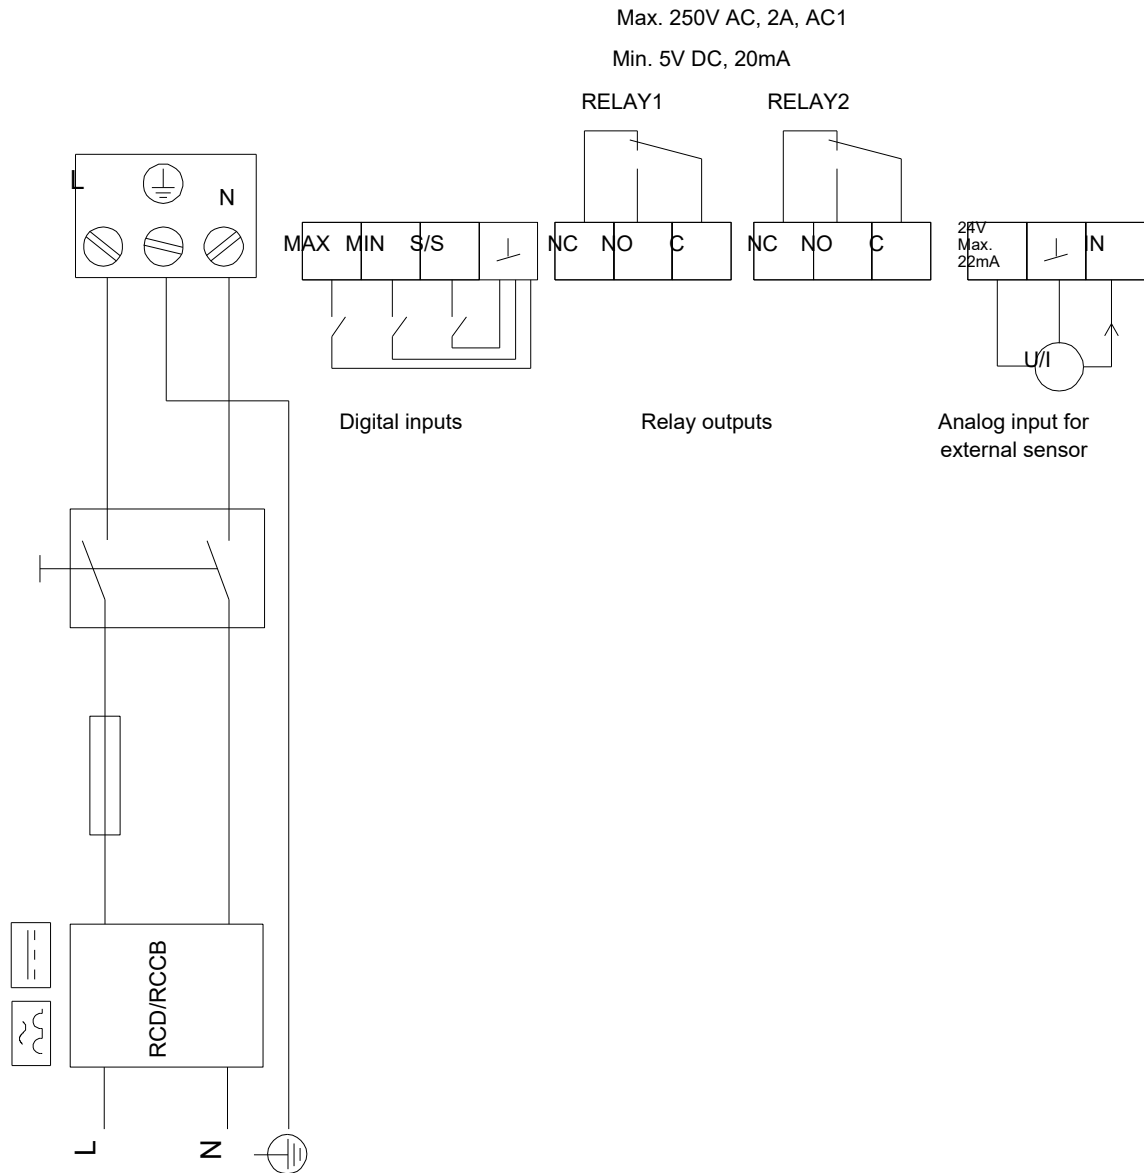 Max. 250V AC, 2A, AC1
Min. 5V DC, 20mA
RELAY1 RELAY2
L
N
MAX MIN S/S NC NO C NC NO C IN
24V
Max.
22mA
U/I
Digital inputs Relay outputs Analog input for
external sensor
RCD/RCCB
L N